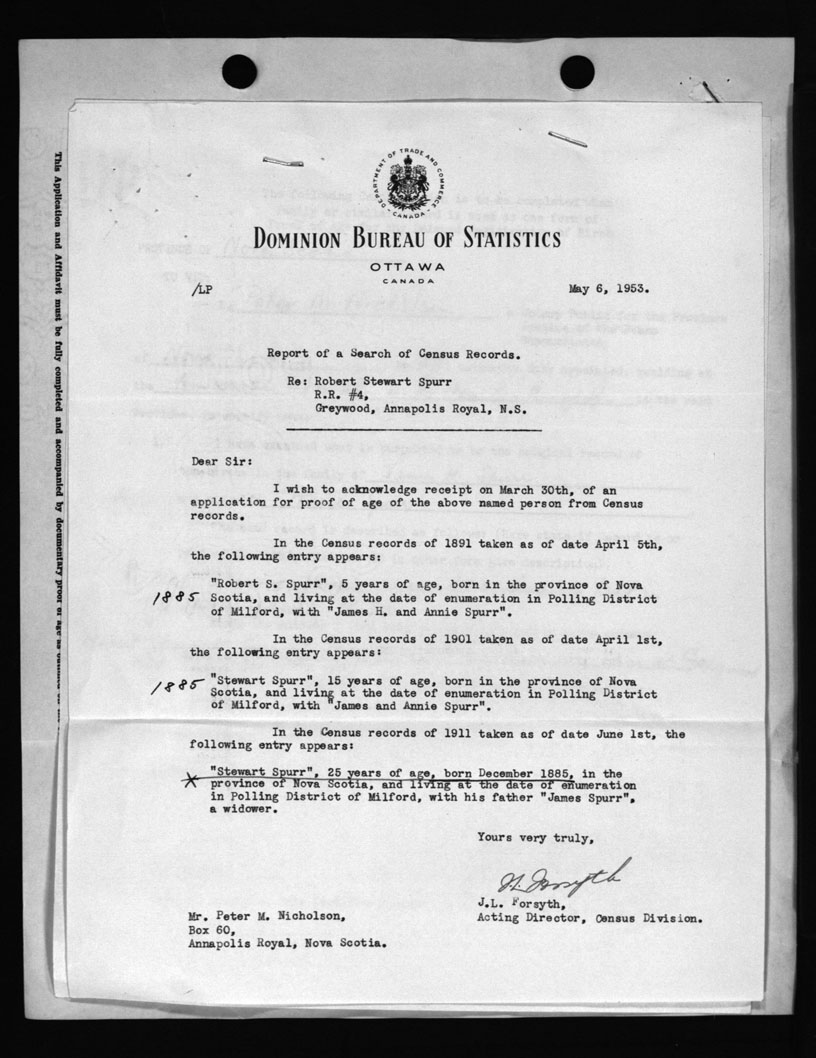 DEPARTMENT OF TRADE AND COMMERCE
CANADA
DOMINION BUREAU OF STATISTICS
OTTAWA
CANADA
/LP
May 6, 1953.
Report of a Search of Census Records.
Re: Robert Stewart Spurr
R.R. #4,
Greywood, Annapolis Royal, N.S.
Dear Sir:
I wish to acknowledge receipt on March 30th, of an
application for proof of age of the above named person from Census
records.
In the Census records of 1891 taken as of date April 5th,
the following entry appears:
"Robert S. Spurr", 5 years of age, born in the province of Nova
1885 Scotia, and living at the date of enumeration in Polling District
of Milford, with "James H. and Annie Spurr".
In the Census records of 1901 taken as of date April 1st,
the following entry appears:
1885 "Stewart Spurr", 15 years of age, born in the province of Nova
Scotia, and living at the date of enumeration in Polling District
of Milford, with "James and Annie Spurr".
In the Census records of 1911 taken as of date June 1st, the
following entry appears:
"Stewart Spurr", 25 years of age, born December 1885, in the
province of Nova Scotia, and living at the date of enumeration
in Polling District of Milford, with his father "James Spurr",
a widower.
Yours very truly,
J.L. Forsyth,
Acting Director, Census Division.
Mr. Peter M. Nicholson,
Box 60,
Annapolis Royal, Nova Scotia.
This Application and Affidavit must be fully completed and accompanied by documentary proof of age as